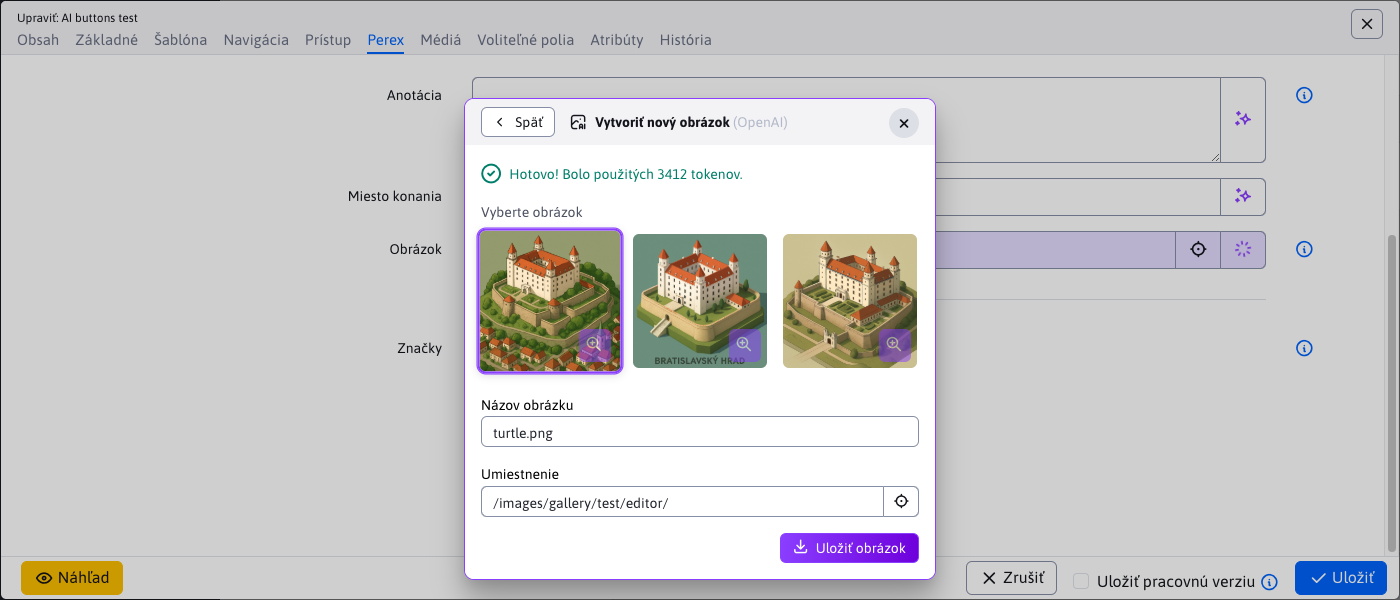 Upraviť: AI buttons test
Obsah Základné Šablóna Navigácia Prístup Perex Médiá Voliteľné polia Atribúty História
Anotácia
Miesto konania
Obrázok
Značky
Späť
Vytvoriť nový obrázok (OpenAI)
Hotovo! Bolo použitých 3412 tokenov.
Vyberte obrázok
BRATISLAVSKÝ HRAD
Názov obrázku
turtle.png
Umiestnenie
/images/gallery/test/editor/
Uložiť obrázok
Náhľad
Zrušiť
Uložiť pracovnú verziu
Uložiť